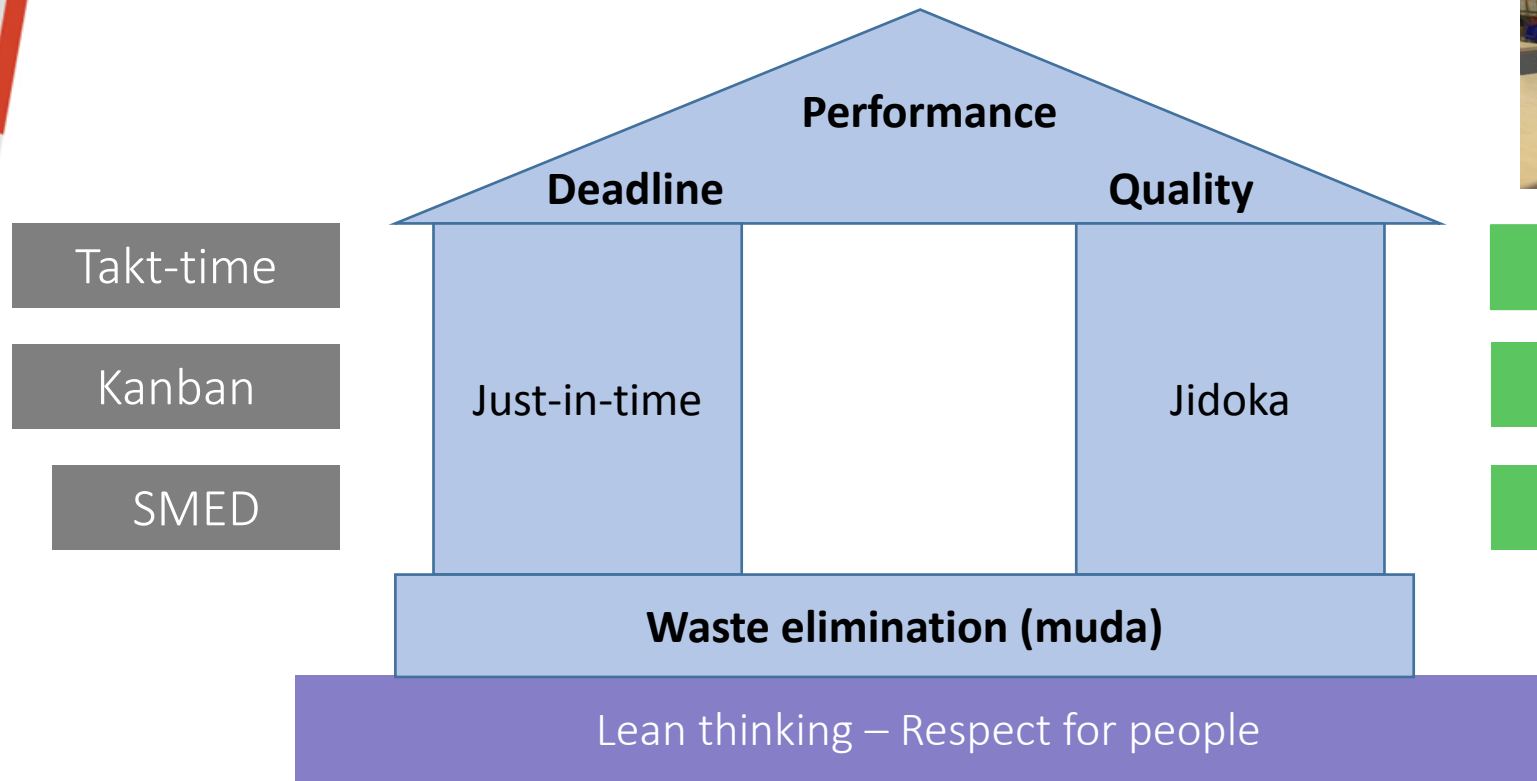 Performance
Deadline
Quality
Takt-time
Kanban
Just-in-time
Jidoka
SMED
Waste elimination (muda)
Lean thinking – Respect for people